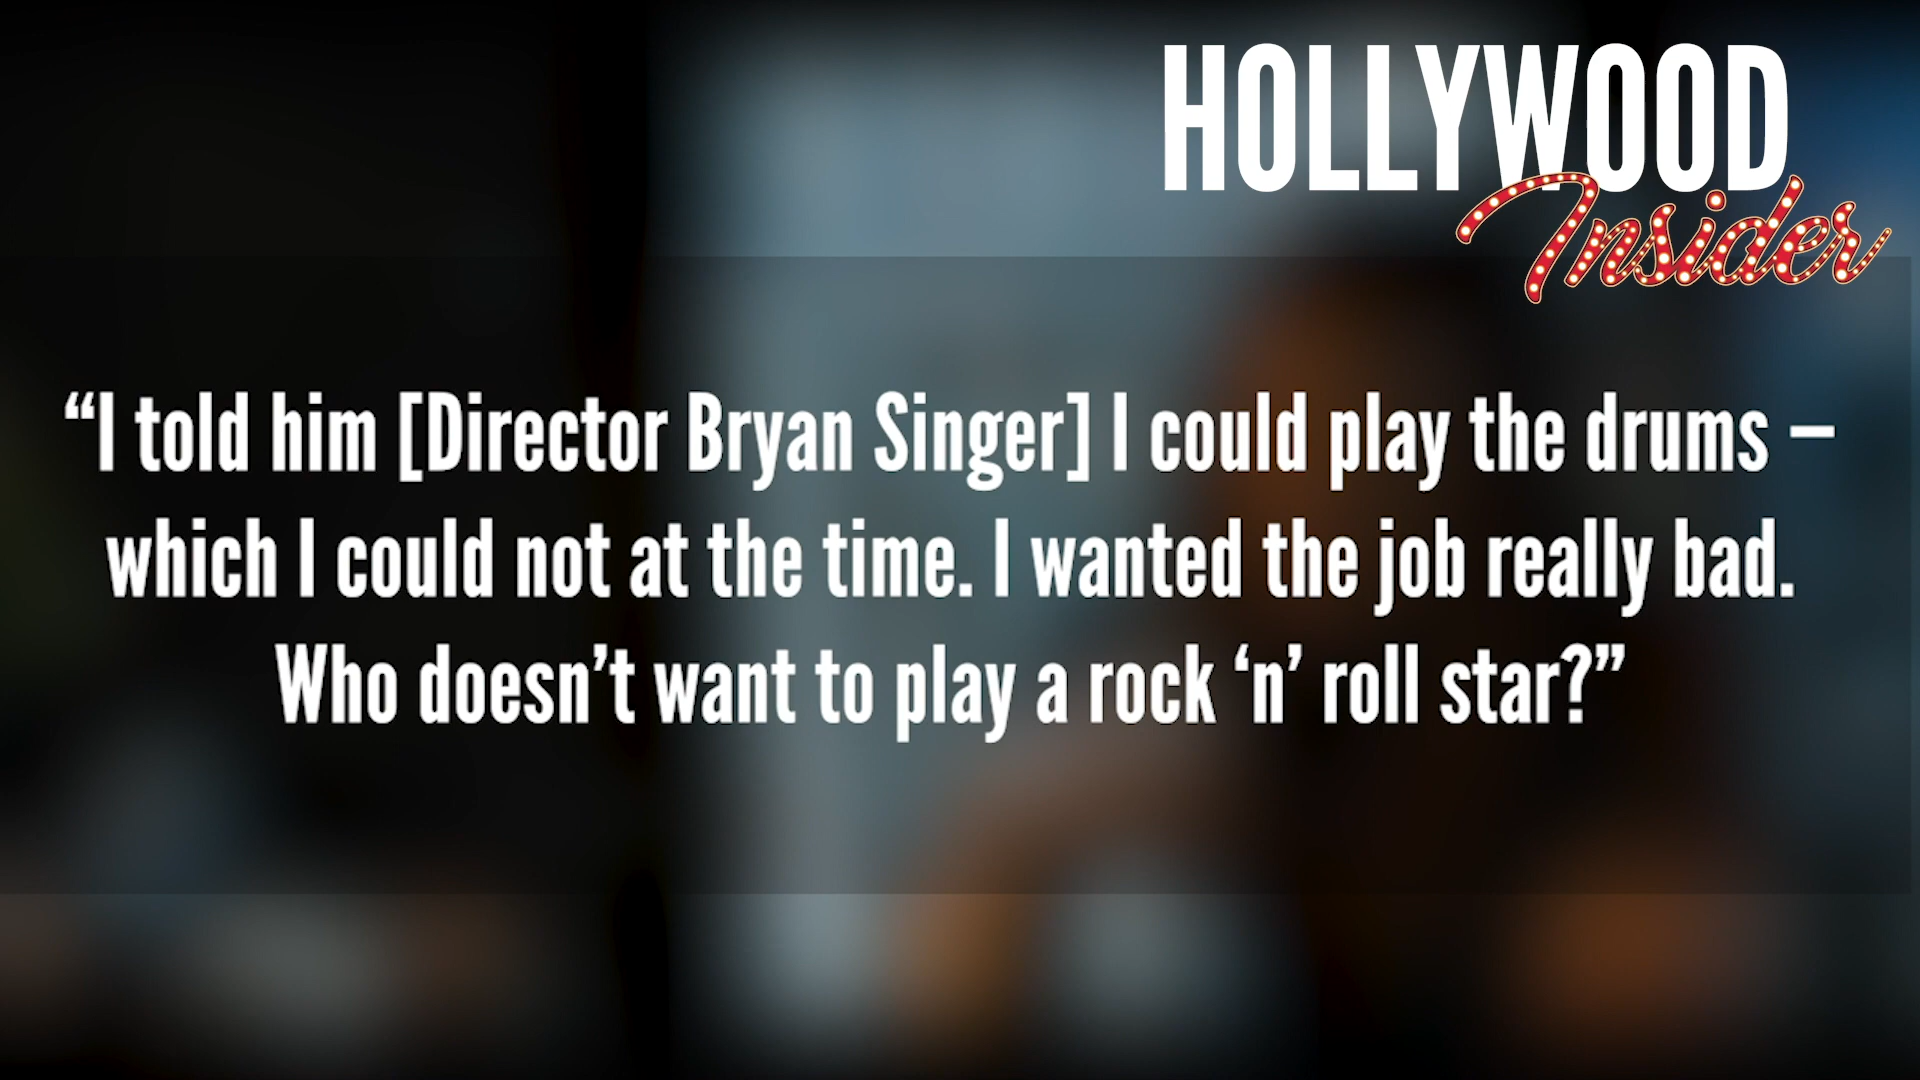 HOLLYWOOD
Insider
“I told him [Director Bryan Singer] I could play the drums –
which I could not at the time. I wanted the job really bad.
Who doesn’t want to play a rock ‘n’ roll star?”